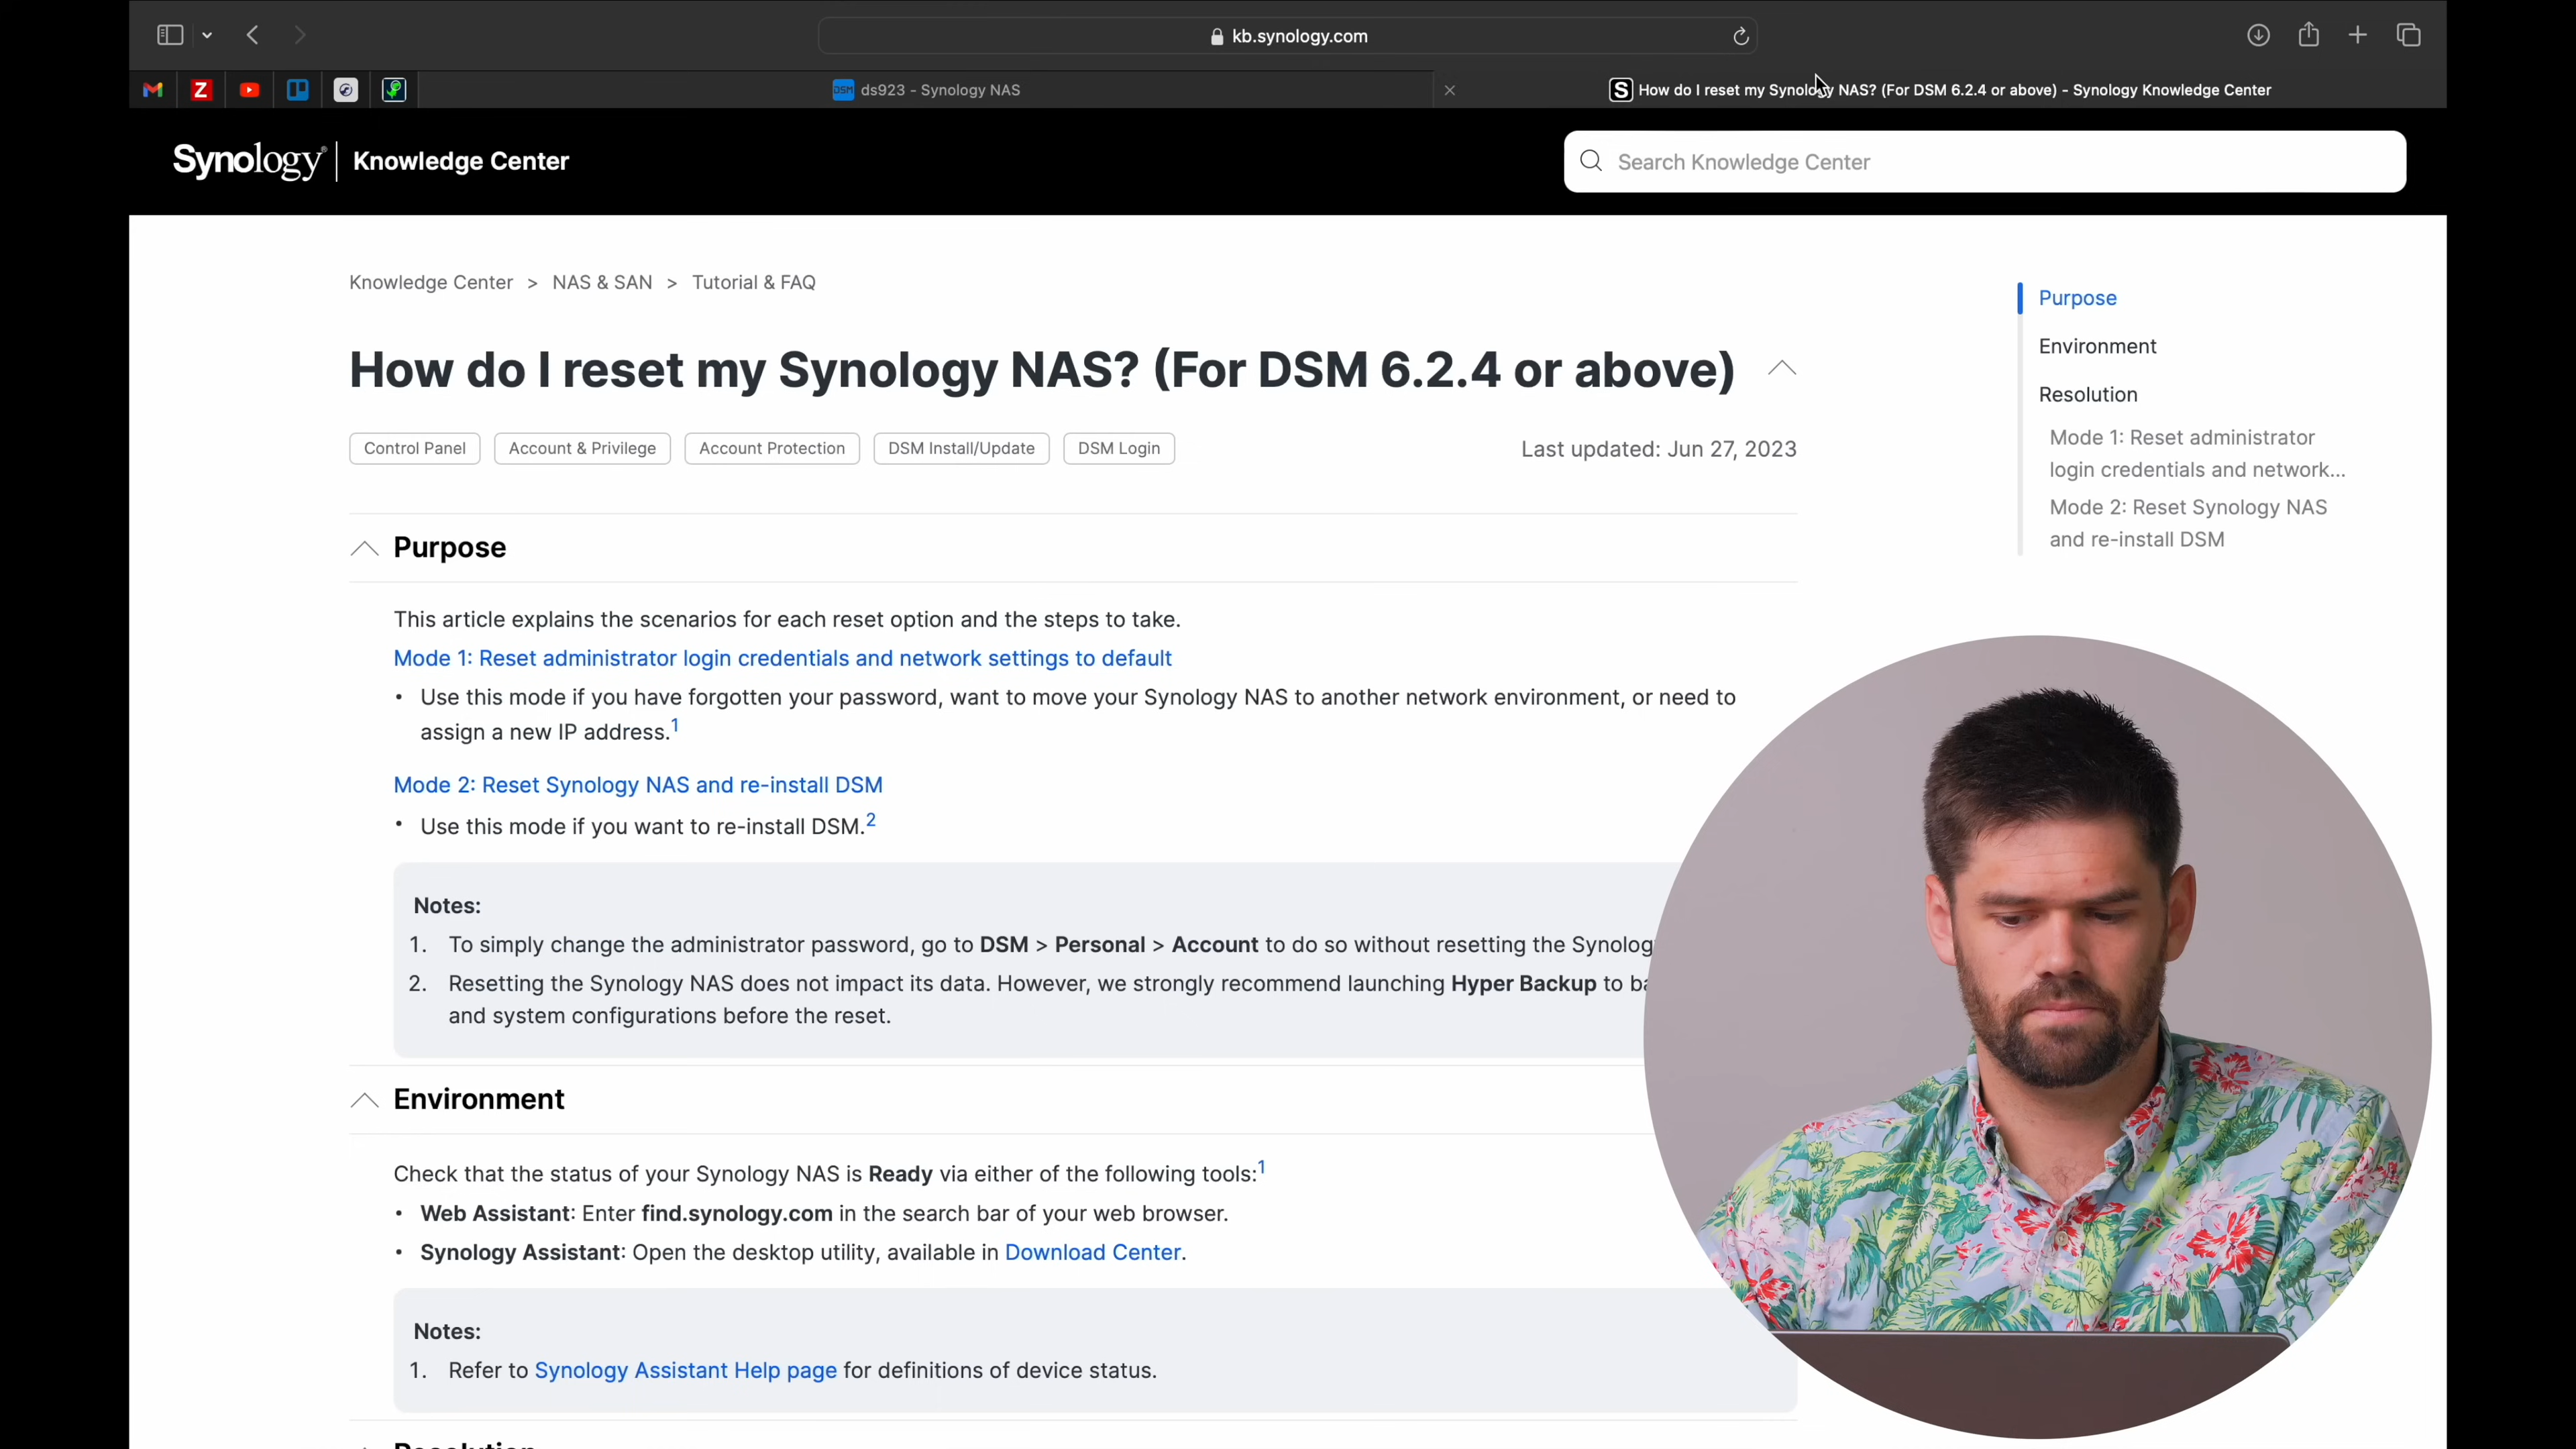 kb.synology.com
DSM ds923 - Synology NAS
S How do I reset my Synology NAS? (For DSM 6.2.4 or above) - Synology Knowledge Center
Synology® | Knowledge Center
Search Knowledge Center
Knowledge Center > NAS & SAN > Tutorial & FAQ
How do I reset my Synology NAS? (For DSM 6.2.4 or above)
Control Panel Account & Privilege Account Protection DSM Install/Update DSM Login
Last updated: Jun 27, 2023
Purpose
This article explains the scenarios for each reset option and the steps to take.
Mode 1: Reset administrator login credentials and network settings to default
• Use this mode if you have forgotten your password, want to move your Synology NAS to another network environment, or need to
assign a new IP address.1
Mode 2: Reset Synology NAS and re-install DSM
• Use this mode if you want to re-install DSM.2
Notes:
1. To simply change the administrator password, go to DSM > Personal > Account to do so without resetting the
2. Resetting the Synology NAS does not impact its data. However, we strongly recommend launching Hyper Backup to
and system configurations before the reset.
Environment
Check that the status of your Synology NAS is Ready via either of the following tools:1
• Web Assistant: Enter find.synology.com in the search bar of your web browser.
• Synology Assistant: Open the desktop utility, available in Download Center.
Notes:
1. Refer to Synology Assistant Help page for definitions of device status.
Resolution
Purpose
Environment
Resolution
Mode 1: Reset administrator
login credentials and network...
Mode 2: Reset Synology NAS
and re-install DSM